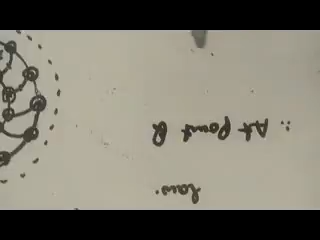 law.
∴ At Point